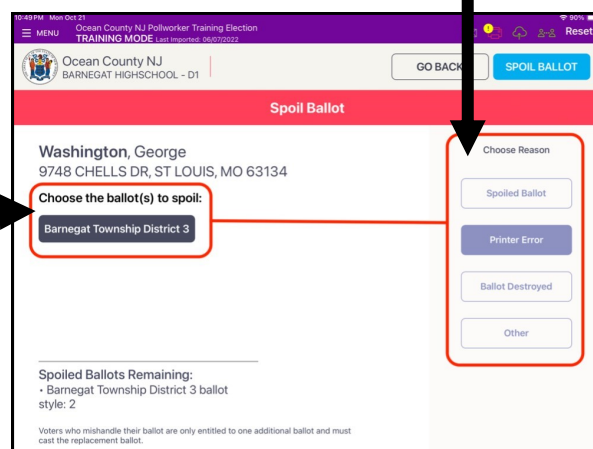 10:49 PM Mon Oct 21
90%
MENU
Ocean County NJ Pollworker Training Election
TRAINING MODE Last Imported: 06/07/2022
Reset
Ocean County NJ
BARNEGAT HIGHSCHOOL - D1
GO BACK
SPOIL BALLOT
Spoil Ballot
Washington, George
9748 CHELLS DR, ST LOUIS, MO 63134
Choose the ballot(s) to spoil:
Barnegat Township District 3
Choose Reason
Spoiled Ballot
Printer Error
Ballot Destroyed
Other
Spoiled Ballots Remaining:
• Barnegat Township District 3 ballot
style: 2
Voters who mishandle their ballot are only entitled to one additional ballot and must
cast the replacement ballot.